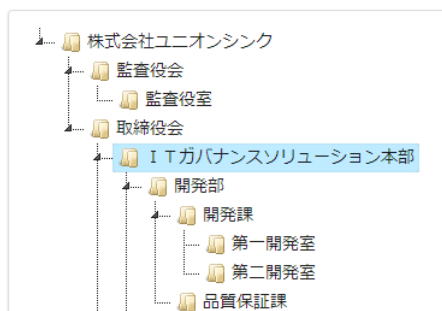 株式会社ユニオンシンク
監査役会
監査役室
取締役会
ＩＴガバナンスソリューション本部
開発部
開発課
第一開発室
第二開発室
品質保証課